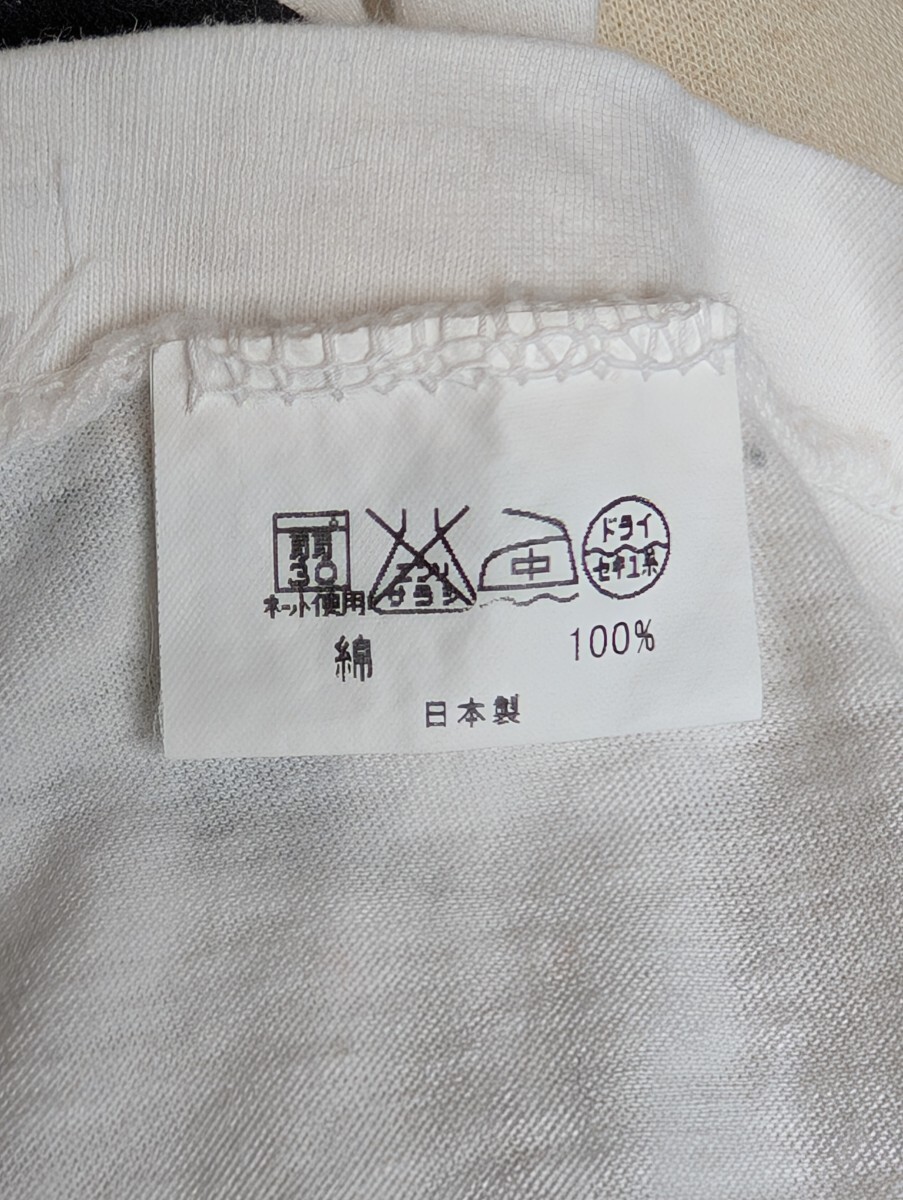 弱 エンソ 中 ドライ
30 サラシ セキユ系
ネット使用
綿 100%
日本製